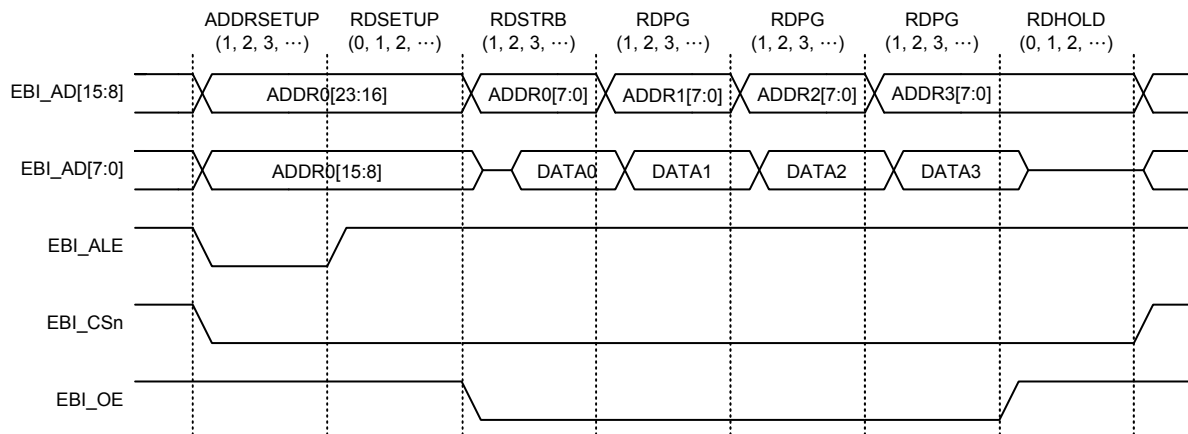 ADDRSETUP RDSETUP RDSTRB RDPG RDPG RDPG RDHOLD
(1, 2, 3, ⋯) (0, 1, 2, ⋯) (1, 2, 3, ⋯) (1, 2, 3, ⋯) (1, 2, 3, ⋯) (1, 2, 3, ⋯) (0, 1, 2, ⋯)
EBI_AD[15:8] ADDR0[23:16] ADDR0[7:0] ADDR1[7:0] ADDR2[7:0] ADDR3[7:0]
EBI_AD[7:0] ADDR0[15:8] DATA0 DATA1 DATA2 DATA3
EBI_ALE
EBI_CSn
EBI_OE